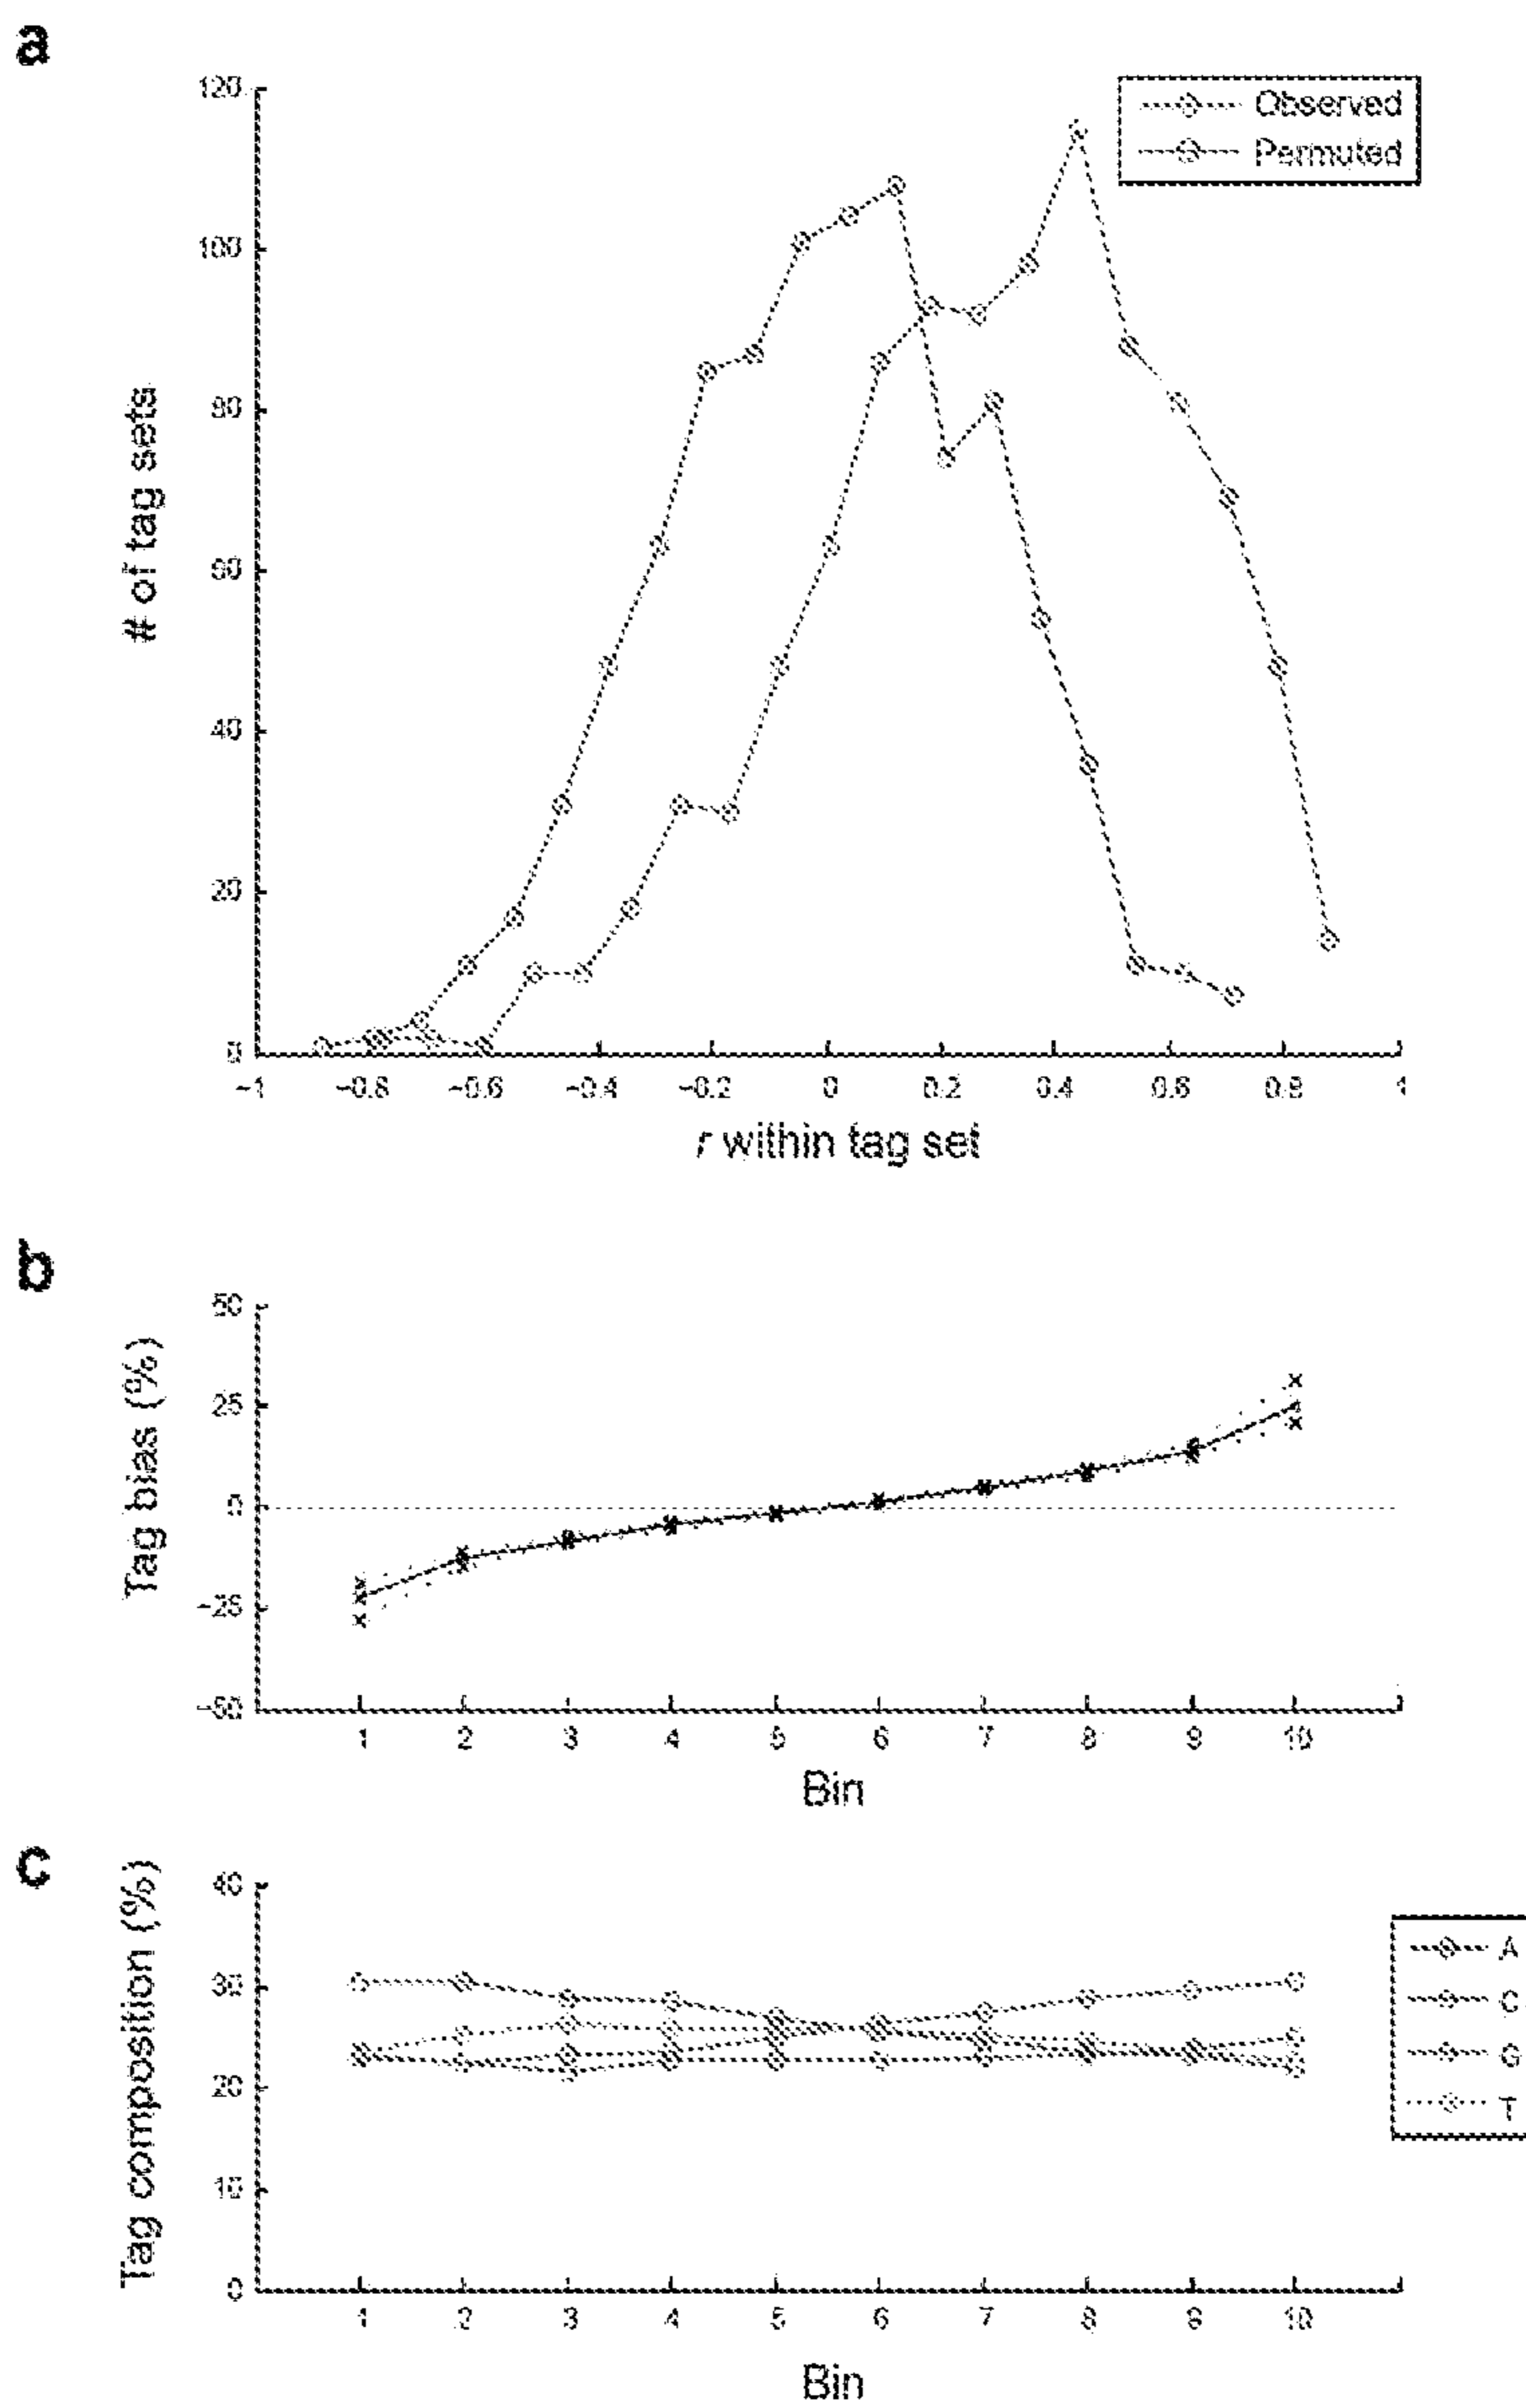 a
120
100
80
60
40
20
0
# of tag sets
Observed
Permuted
-1 -0.8 -0.6 -0.4 -0.2 0 0.2 0.4 0.6 0.8 1
r within tag set
b
50
25
0
-25
-50
Tag bias (%)
1 2 3 4 5 6 7 8 9 10
Bin
c
40
30
20
10
0
Tag composition (%)
A
C
G
T
1 2 3 4 5 6 7 8 9 10
Bin